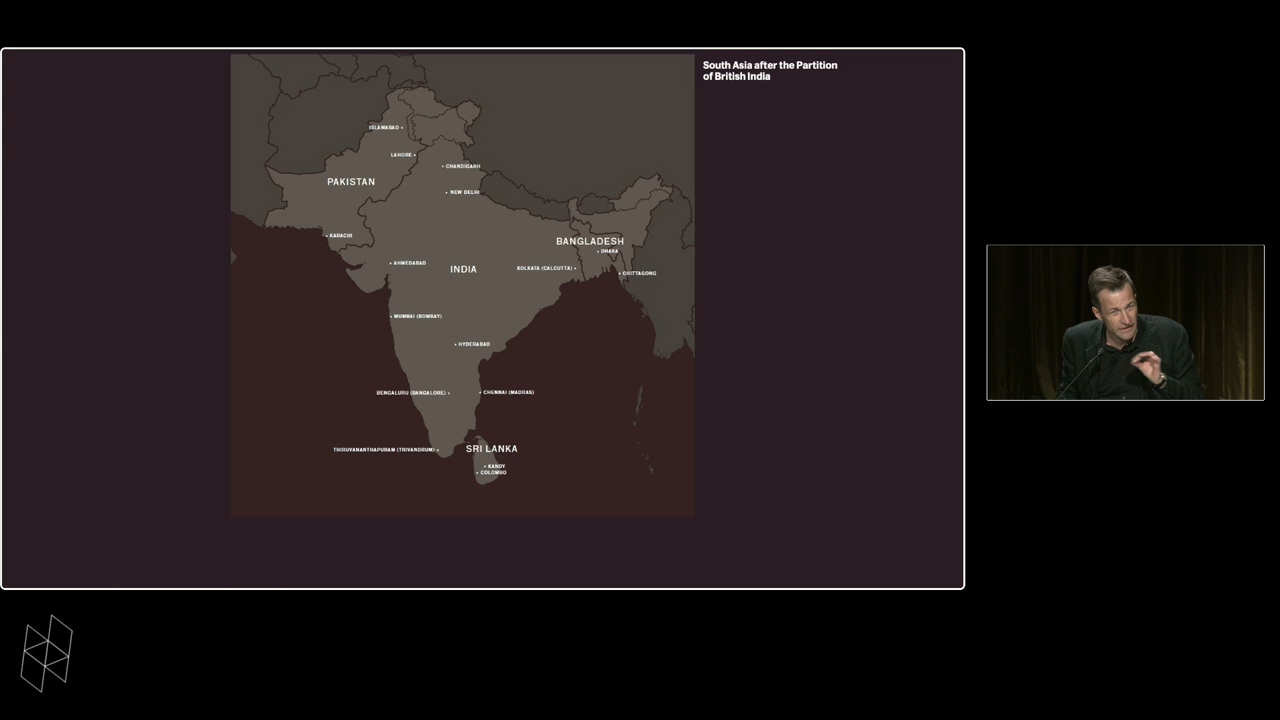 South Asia after the Partition
of British India
ISLAMABAD
LAHORE
CHANDIGARH
PAKISTAN
NEW DELHI
KARACHI
BANGLADESH
DHAKA
AHMEDABAD
INDIA
KOLKATA (CALCUTTA)
CHITTAGONG
MUMBAI (BOMBAY)
HYDERABAD
BENGALURU (BANGALORE)
CHENNAI (MADRAS)
THIRUVANANTHAPURAM (TRIVANDRUM)
SRI LANKA
KANDY
COLOMBO